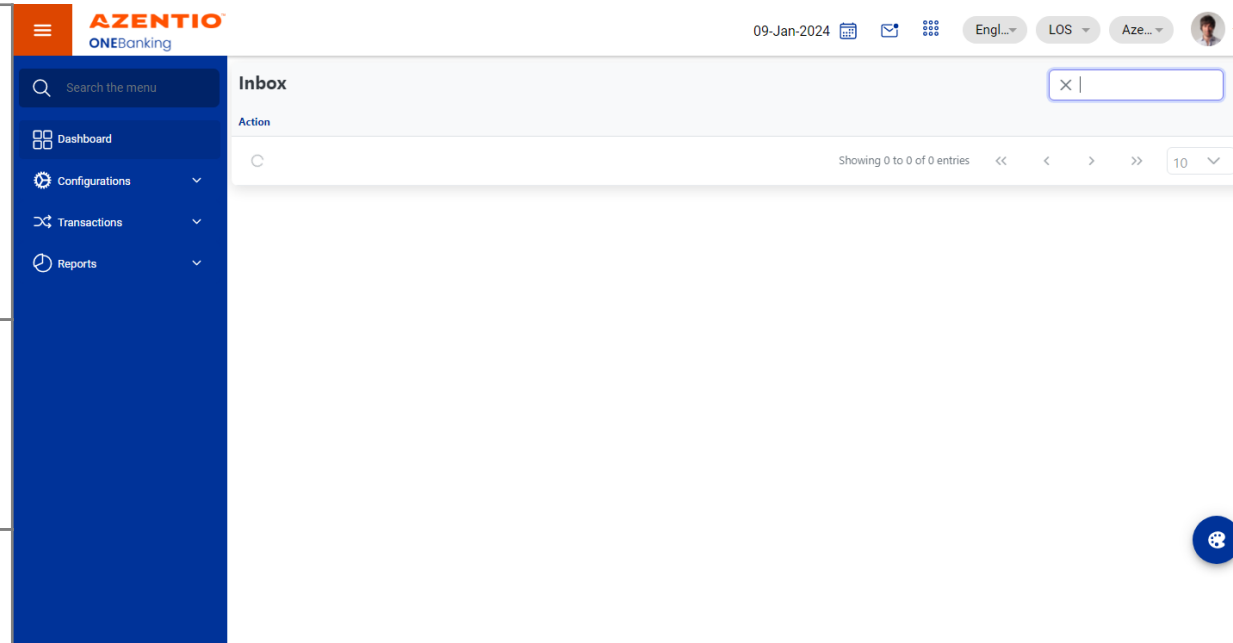 AZENTIO
ONEBanking
09-Jan-2024
Engl...
LOS
Aze...
Search the menu
Dashboard
Configurations
Transactions
Reports
Inbox
Action
Showing 0 to 0 of 0 entries
10